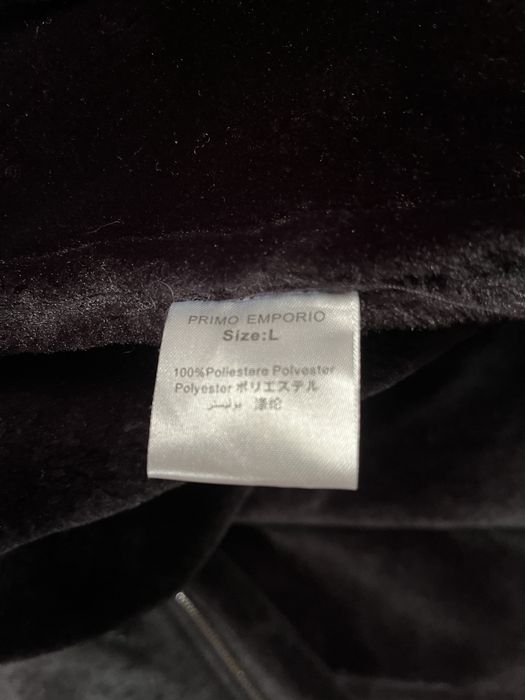 PRIMO EMPORIO
Size:L
100%Poliestere Polyester
Polyester ポリエステル
بوليستر 涤纶